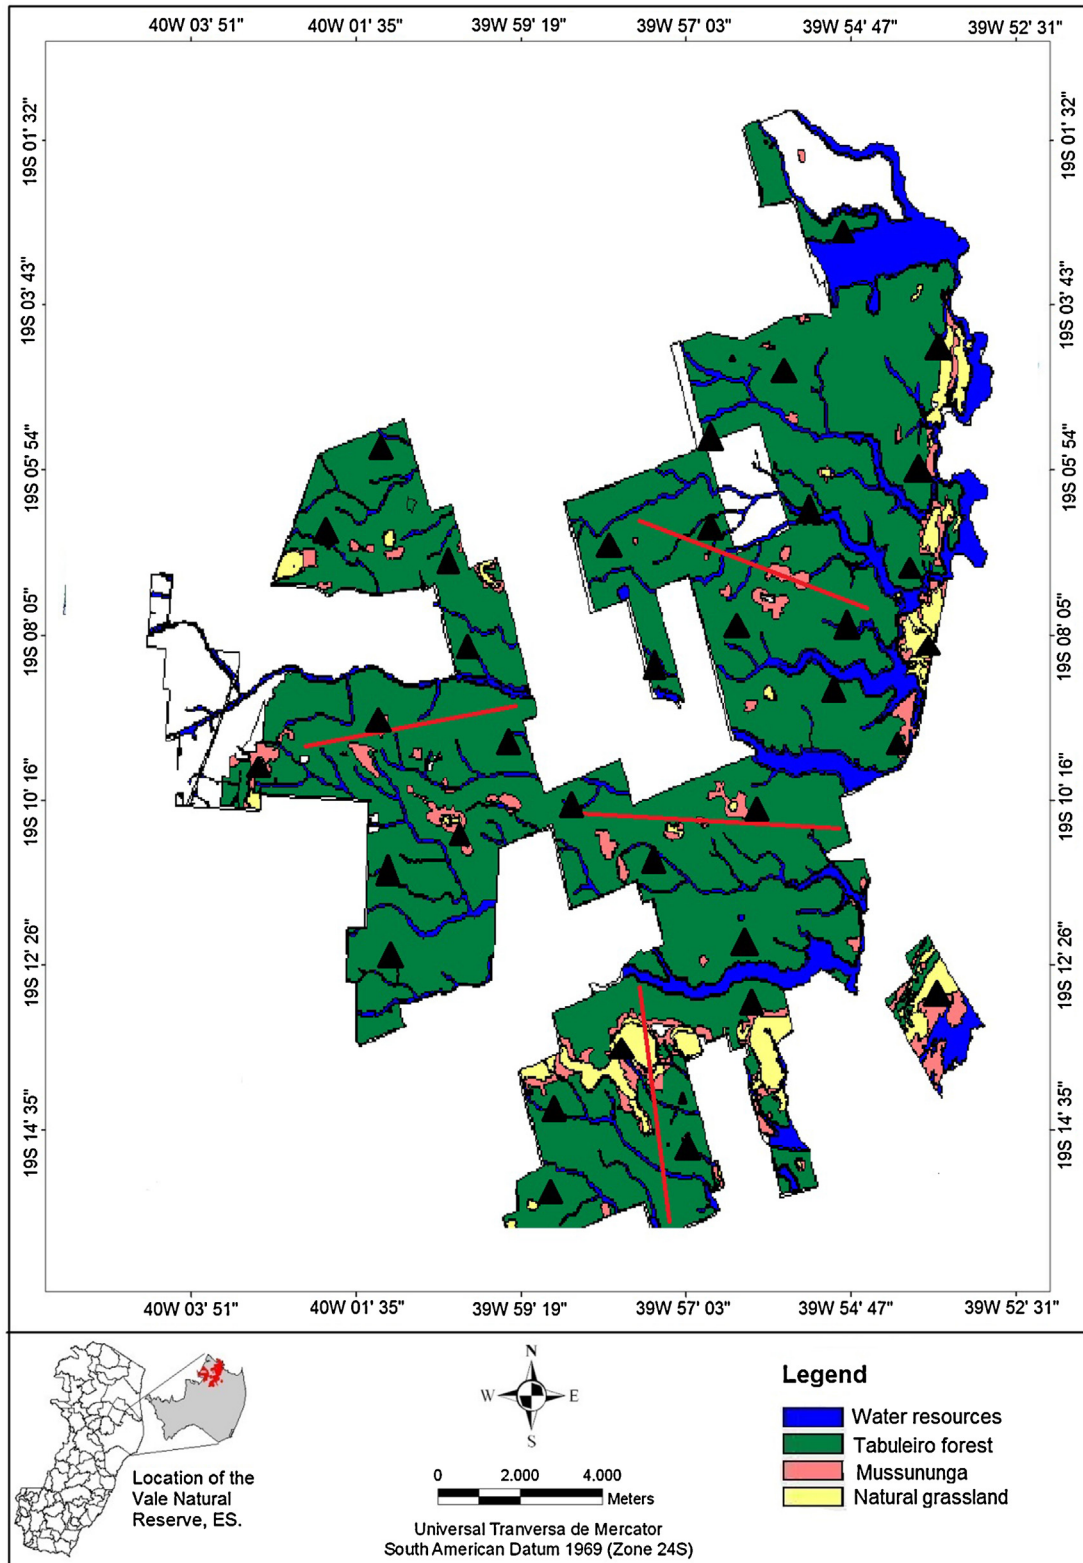 40W 03' 51" 40W 01' 35" 39W 59' 19" 39W 57' 03" 39W 54' 47" 39W 52' 31"
19S 01' 32" 19S 01' 32"
19S 03' 43" 19S 03' 43"
19S 05' 54" 19S 05' 54"
19S 08' 05" 19S 08' 05"
19S 10' 16" 19S 10' 16"
19S 12' 26" 19S 12' 26"
19S 14' 35" 19S 14' 35"
40W 03' 51" 40W 01' 35" 39W 59' 19" 39W 57' 03" 39W 54' 47" 39W 52' 31"
Location of the
Vale Natural
Reserve, ES.
N
W E
S
0 2.000 4.000
Meters
Universal Tranversa de Mercator
South American Datum 1969 (Zone 24S)
Legend
Water resources
Tabuleiro forest
Mussununga
Natural grassland